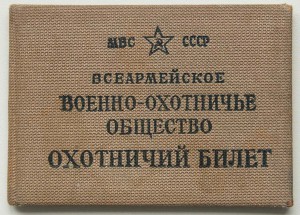 МВС СССР
ВСЕАРМЕЙСКОЕ
ВОЕННО-ОХОТНИЧЬЕ
ОБЩЕСТВО
ОХОТНИЧИЙ БИЛЕТ